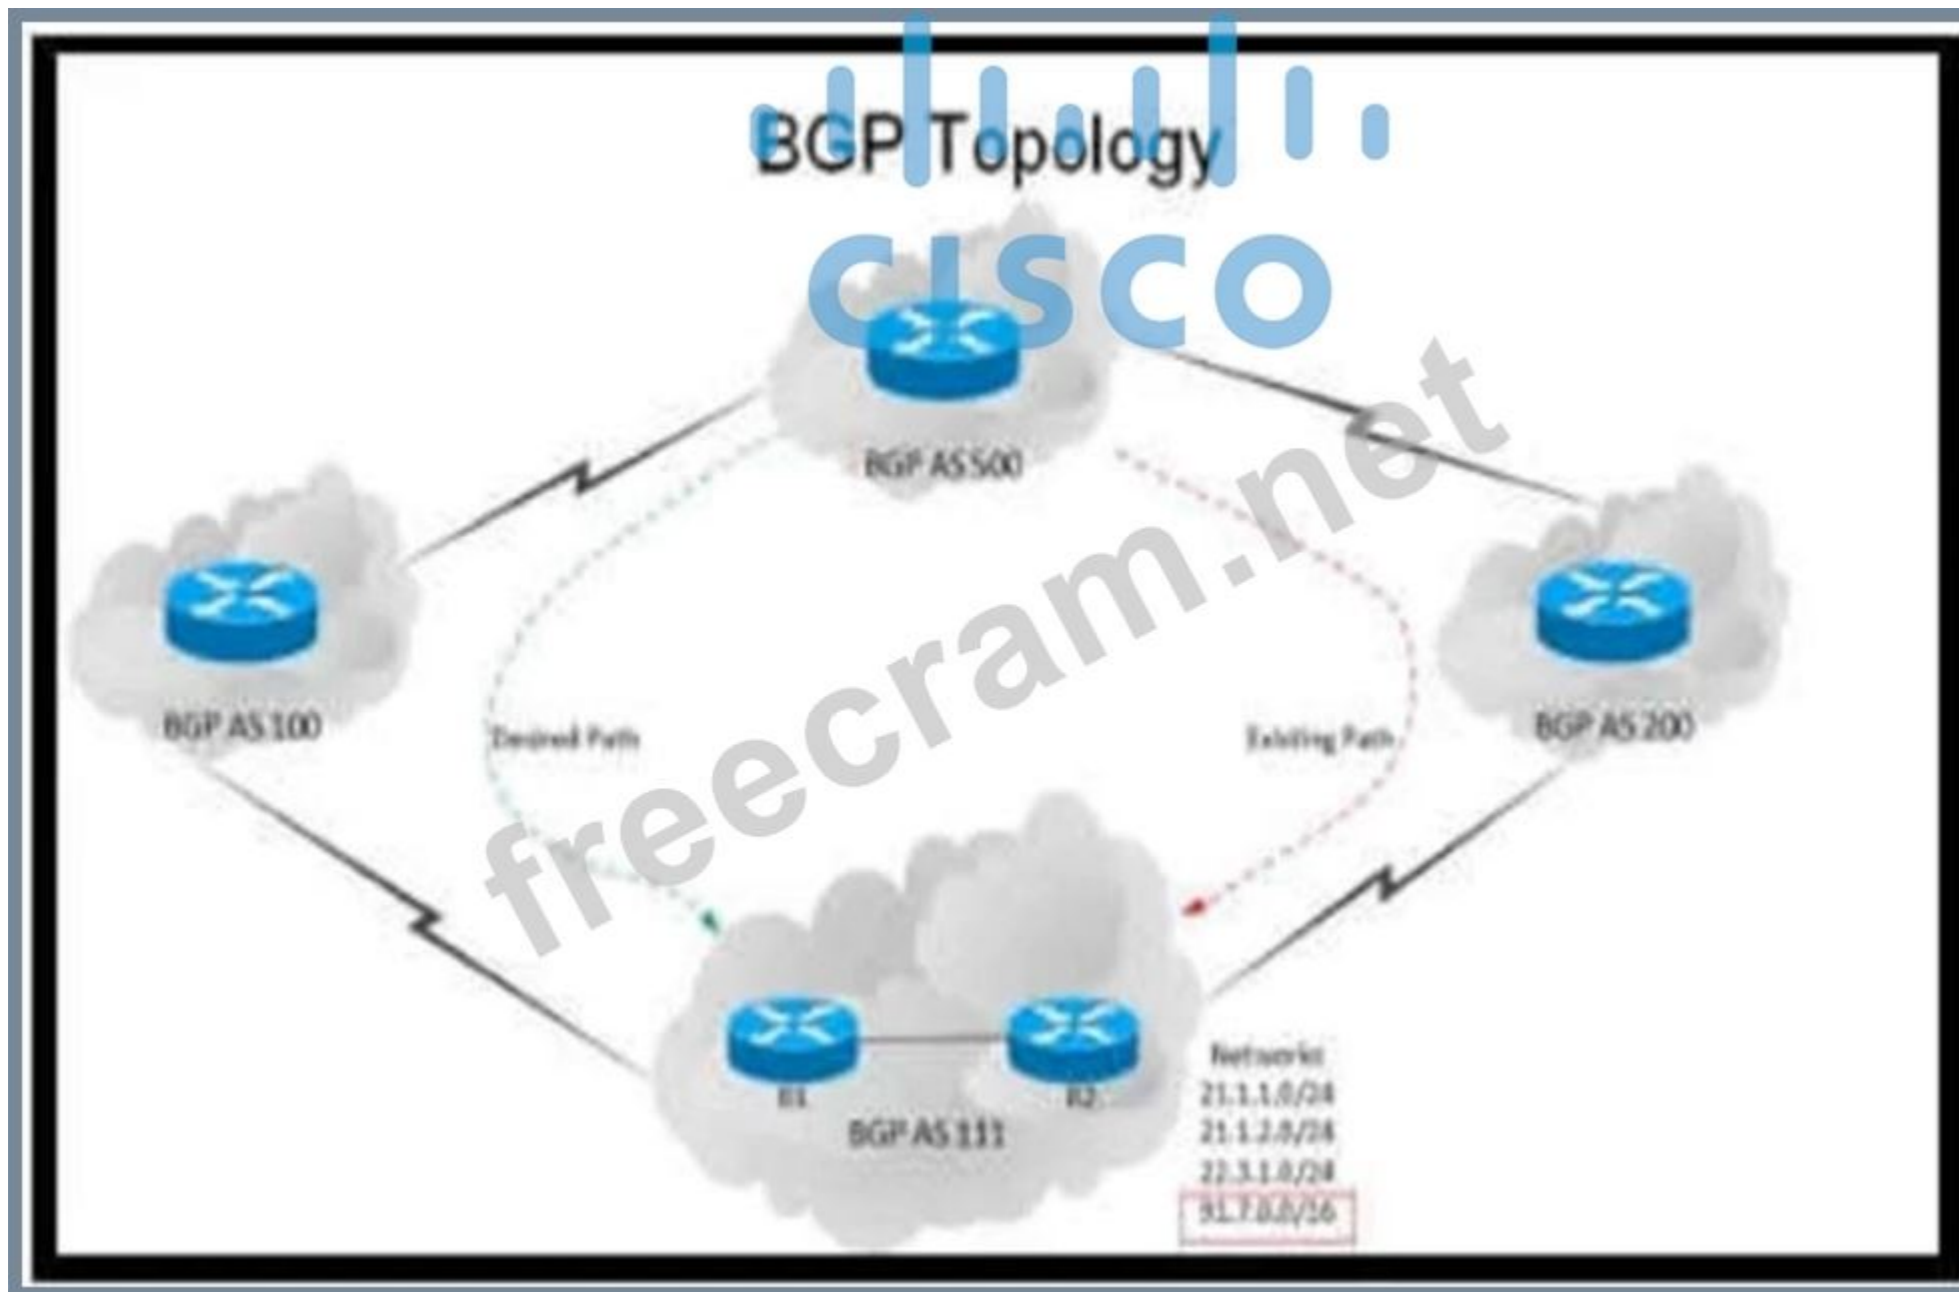 BGP Topology
CISCO
BGP AS 500
freecram.net
BGP AS 100
BGP AS 200
Desired Path
Existing Path
R1
R2
BGP AS 111
Networks
21.1.1.0/24
21.1.2.0/24
22.3.1.0/24
91.7.0.0/16